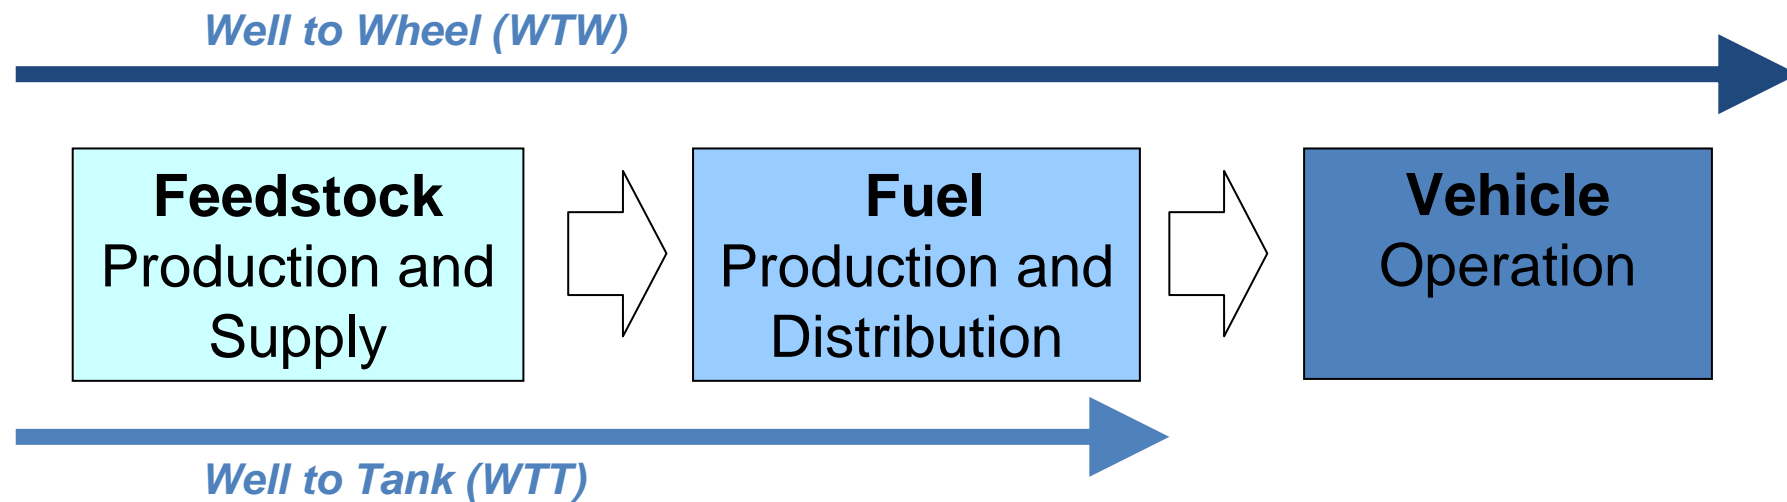 Well to Wheel (WTW)
Feedstock
Production and
Supply
Fuel
Production and
Distribution
Vehicle
Operation
Well to Tank (WTT)